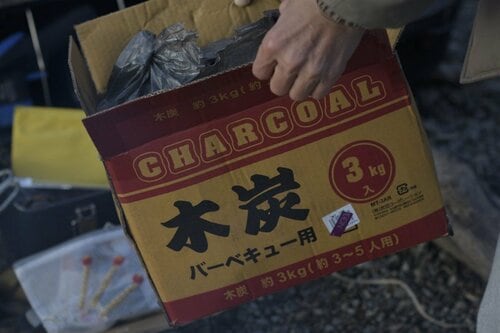 木炭 約3kg(約
CHARCOAL
3kg
入
木炭
バーベキュー用
木炭 約3kg(約3〜5人用)